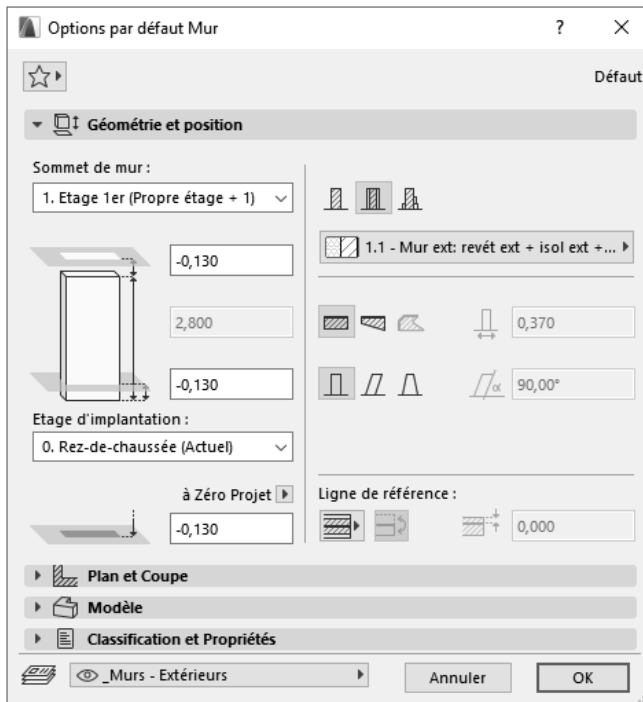 Options par défaut Mur
?
Défaut
Géométrie et position
Sommet de mur :
1. Etage 1er (Propre étage + 1)
-0,130
2,800
-0,130
Etage d'implantation :
0. Rez-de-chaussée (Actuel)
à Zéro Projet
-0,130
1.1 - Mur ext: revét ext + isol ext +...
0,370
α
90,00°
Ligne de référence :
0,000
Plan et Coupe
Modèle
Classification et Propriétés
_Murs - Extérieurs
Annuler
OK